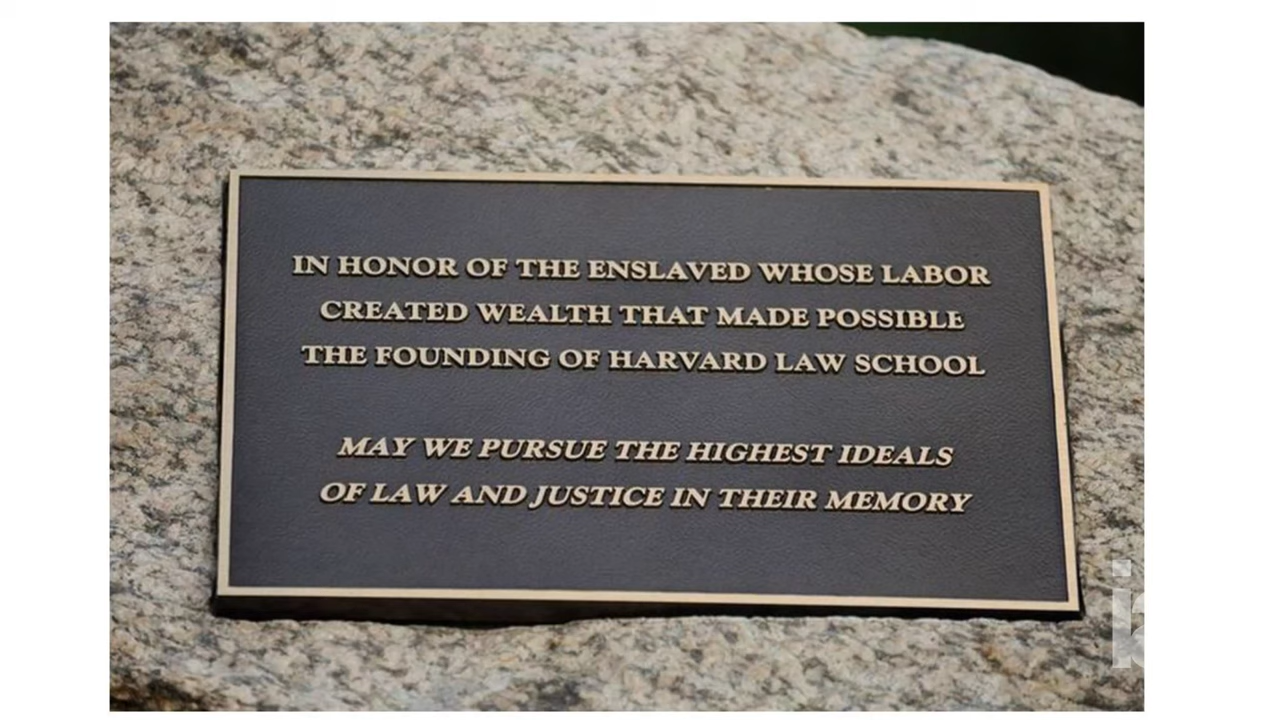 IN HONOR OF THE ENSLAVED WHOSE LABOR
CREATED WEALTH THAT MADE POSSIBLE
THE FOUNDING OF HARVARD LAW SCHOOL
MAY WE PURSUE THE HIGHEST IDEALS
OF LAW AND JUSTICE IN THEIR MEMORY